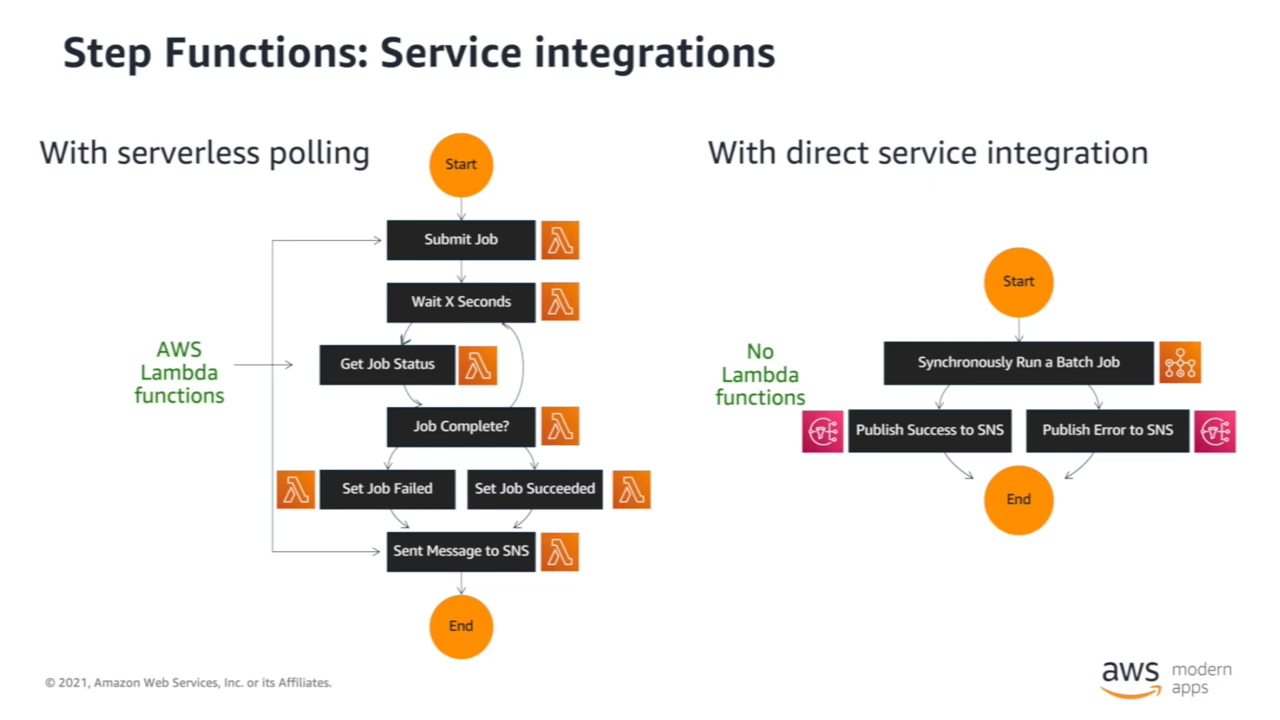 Step Functions: Service integrations
With serverless polling
Start
Submit Job
Wait X Seconds
AWS
Lambda
functions
Get Job Status
Job Complete?
Set Job Failed
Set Job Succeeded
Sent Message to SNS
End
With direct service integration
Start
No
Lambda
functions
Synchronously Run a Batch Job
Publish Success to SNS
Publish Error to SNS
End
© 2021, Amazon Web Services, Inc. or its Affiliates.
aws
modern
apps